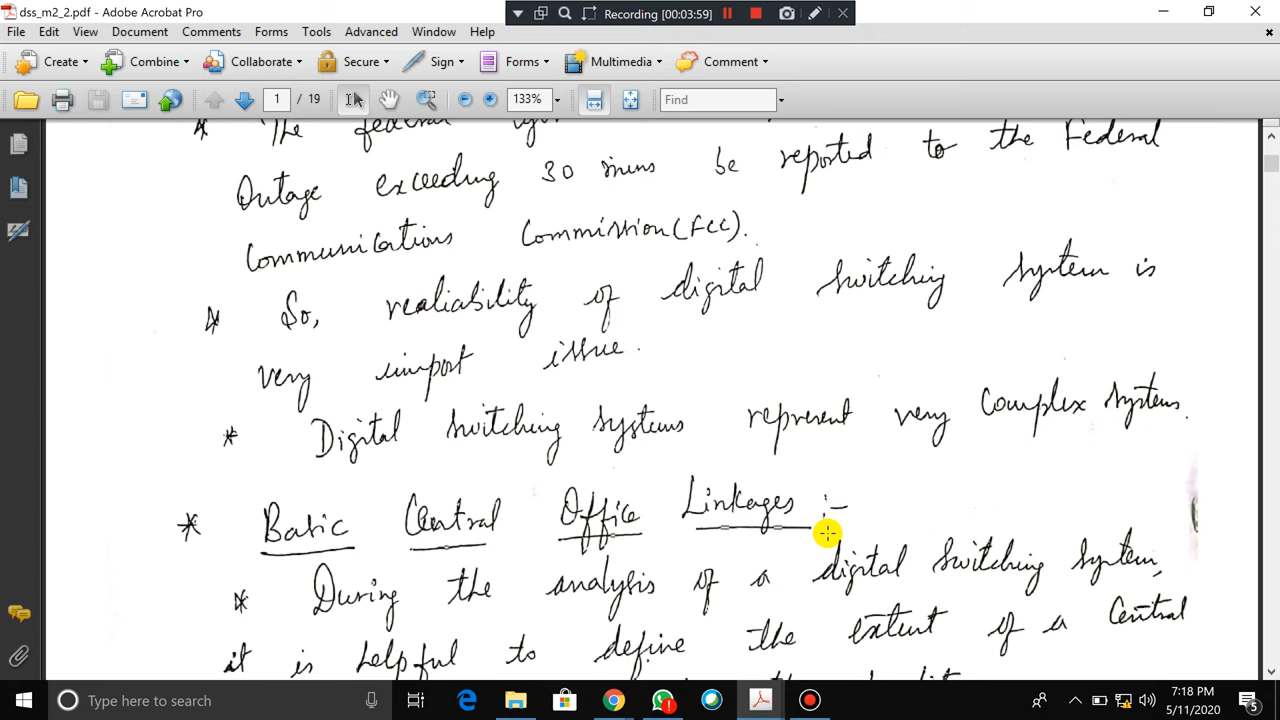 dss_m2_2.pdf - Adobe Acrobat Pro
Recording [00:03:59]
File Edit View Document Comments Forms Tools Advanced Window Help
Create Combine Collaborate Secure Sign Forms Multimedia Comment
1 / 19 133% Find
* The federal
Outage exceeding 30 mins be reported to the Federal
Communications Commission (FCC).
* So, realiability of digital switching system is
very import issue.
* Digital switching systems represent very complex systems.
* Basic Central Office Linkages :-
* During the analysis of a digital switching system,
it is helpful to define the extent of a Central
Type here to search
7:18 PM
5/11/2020
5